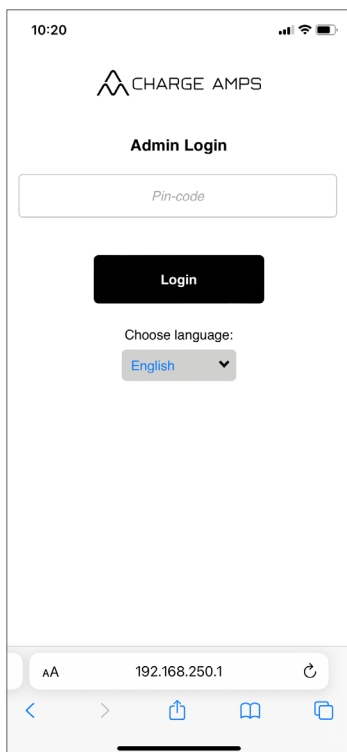 10:20
CHARGE AMPS
Admin Login
Pin-code
Login
Choose language:
English
AA 192.168.250.1